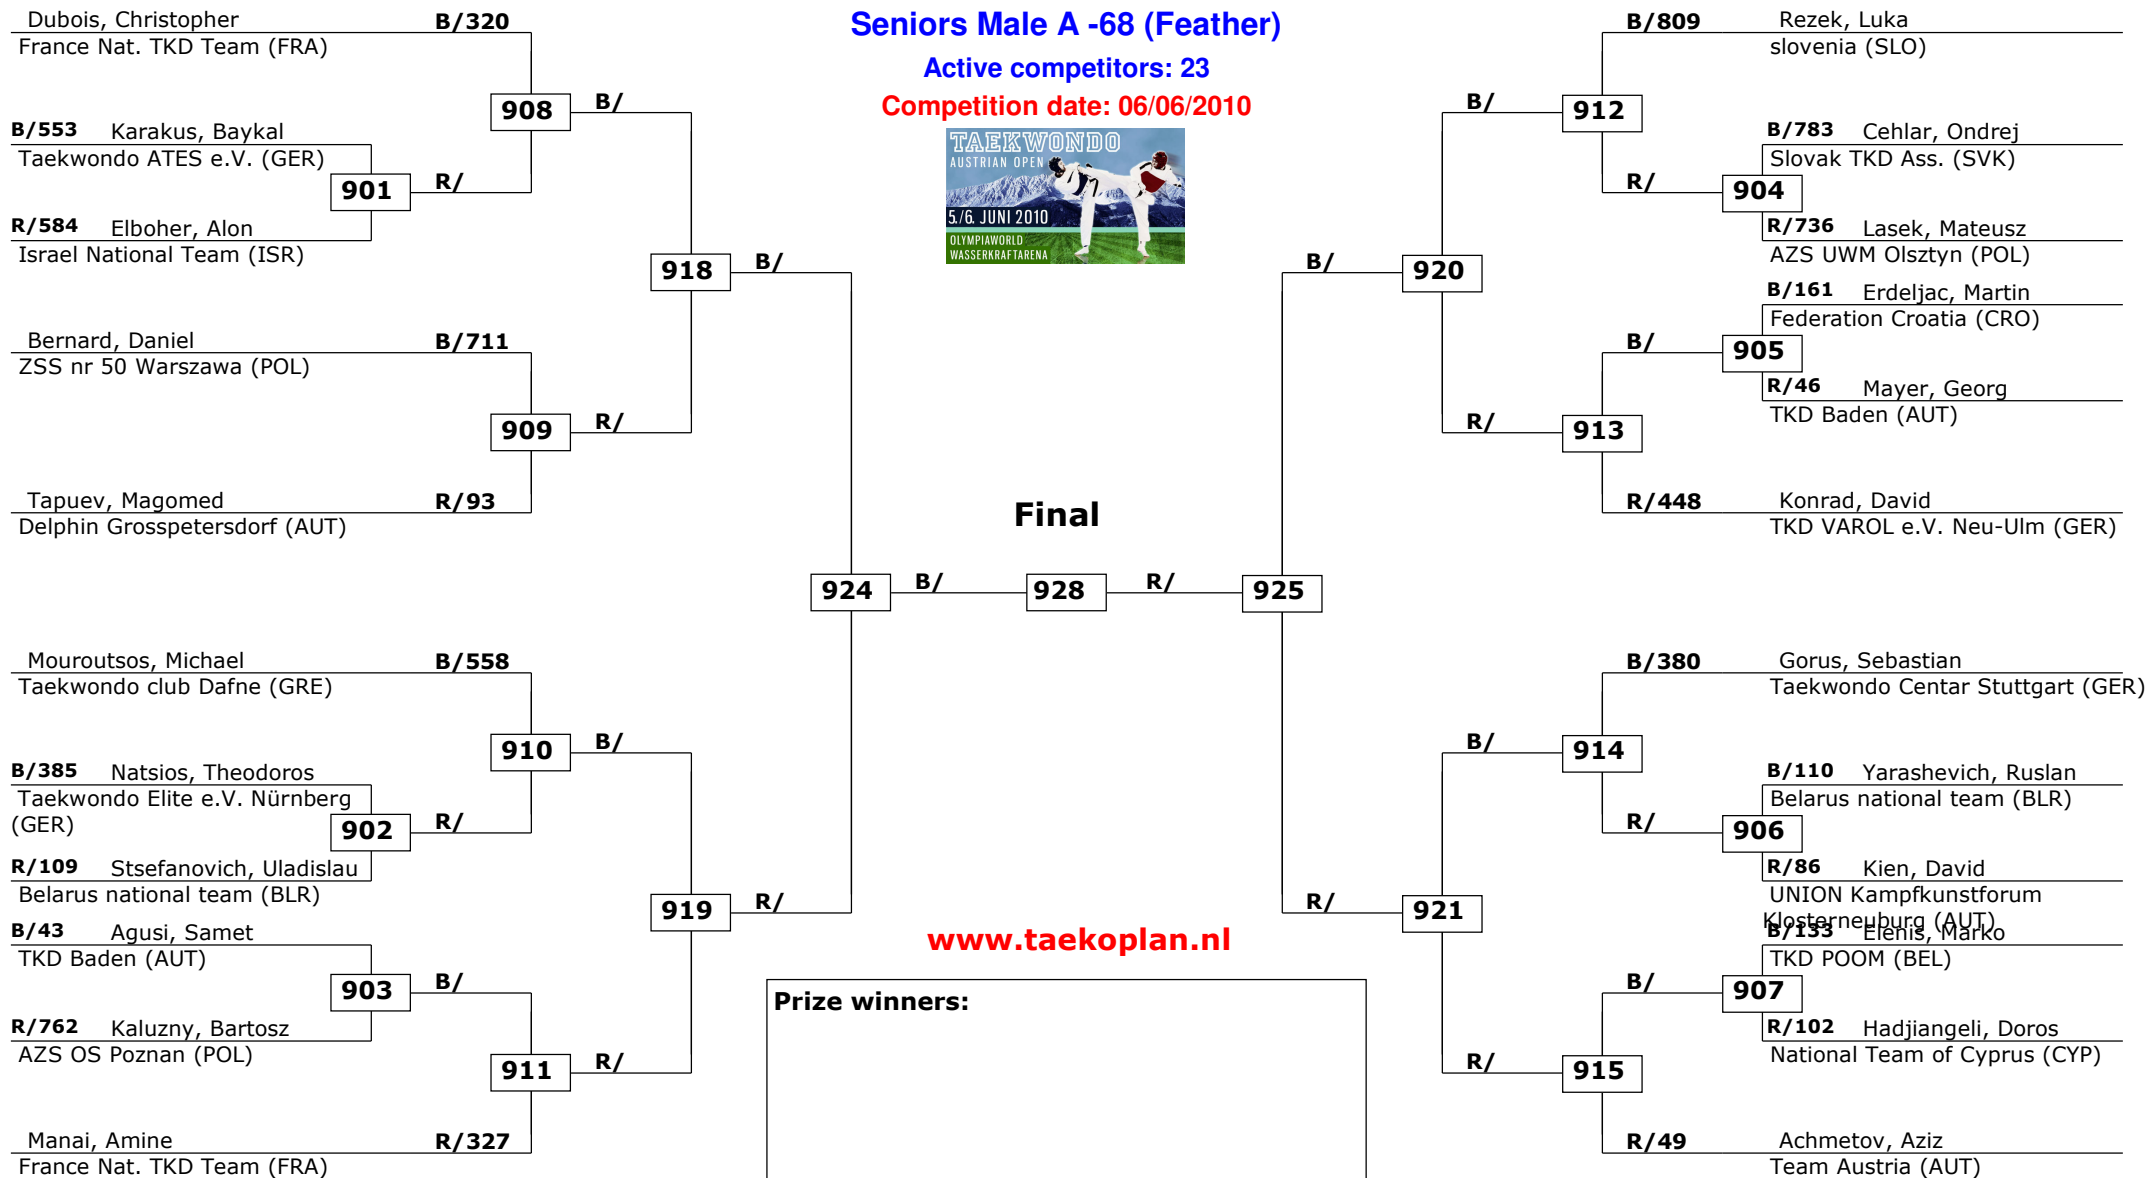 Seniors Male A -68 (Feather)
Active competitors: 23
Competition date: 06/06/2010
TAEKWONDO
AUSTRIAN OPEN
5./6. JUNI 2010
OLYMPIAWORLD
WASSERKRAFTARENA
Dubois, Christopher B/320
France Nat. TKD Team (FRA)
908 B/
B/553 Karakus, Baykal
Taekwondo ATES e.V. (GER)
901 R/
R/584 Elboher, Alon
Israel National Team (ISR)
918 B/
Bernard, Daniel B/711
ZSS nr 50 Warszawa (POL)
909 R/
Tapuev, Magomed R/93
Delphin Grosspetersdorf (AUT)
924 B/
Mouroutsos, Michael B/558
Taekwondo club Dafne (GRE)
910 B/
B/385 Natsios, Theodoros
Taekwondo Elite e.V. Nürnberg
(GER)
902 R/
R/109 Stsefanovich, Uladislau
Belarus national team (BLR)
919 R/
B/43 Agusi, Samet
TKD Baden (AUT)
903 B/
R/762 Kaluzny, Bartosz
AZS OS Poznan (POL)
911 R/
Manai, Amine R/327
France Nat. TKD Team (FRA)
Final
928
R/ 925
B/809 Rezek, Luka
slovenia (SLO)
B/ 912
B/783 Cehlar, Ondrej
Slovak TKD Ass. (SVK)
R/ 904
R/736 Lasek, Mateusz
AZS UWM Olsztyn (POL)
B/ 920
B/161 Erdeljac, Martin
Federation Croatia (CRO)
B/ 905
R/46 Mayer, Georg
TKD Baden (AUT)
R/ 913
R/448 Konrad, David
TKD VAROL e.V. Neu-Ulm (GER)
B/380 Gorus, Sebastian
Taekwondo Centar Stuttgart (GER)
B/ 914
B/110 Yarashevich, Ruslan
Belarus national team (BLR)
R/ 906
R/86 Kien, David
UNION Kampfkunstforum
Klosterneuburg (AUT)
R/ 921
B/133 Elenis, Marko
TKD POOM (BEL)
B/ 907
R/102 Hadjiangeli, Doros
National Team of Cyprus (CYP)
R/ 915
R/49 Achmetov, Aziz
Team Austria (AUT)
www.taekoplan.nl
Prize winners: